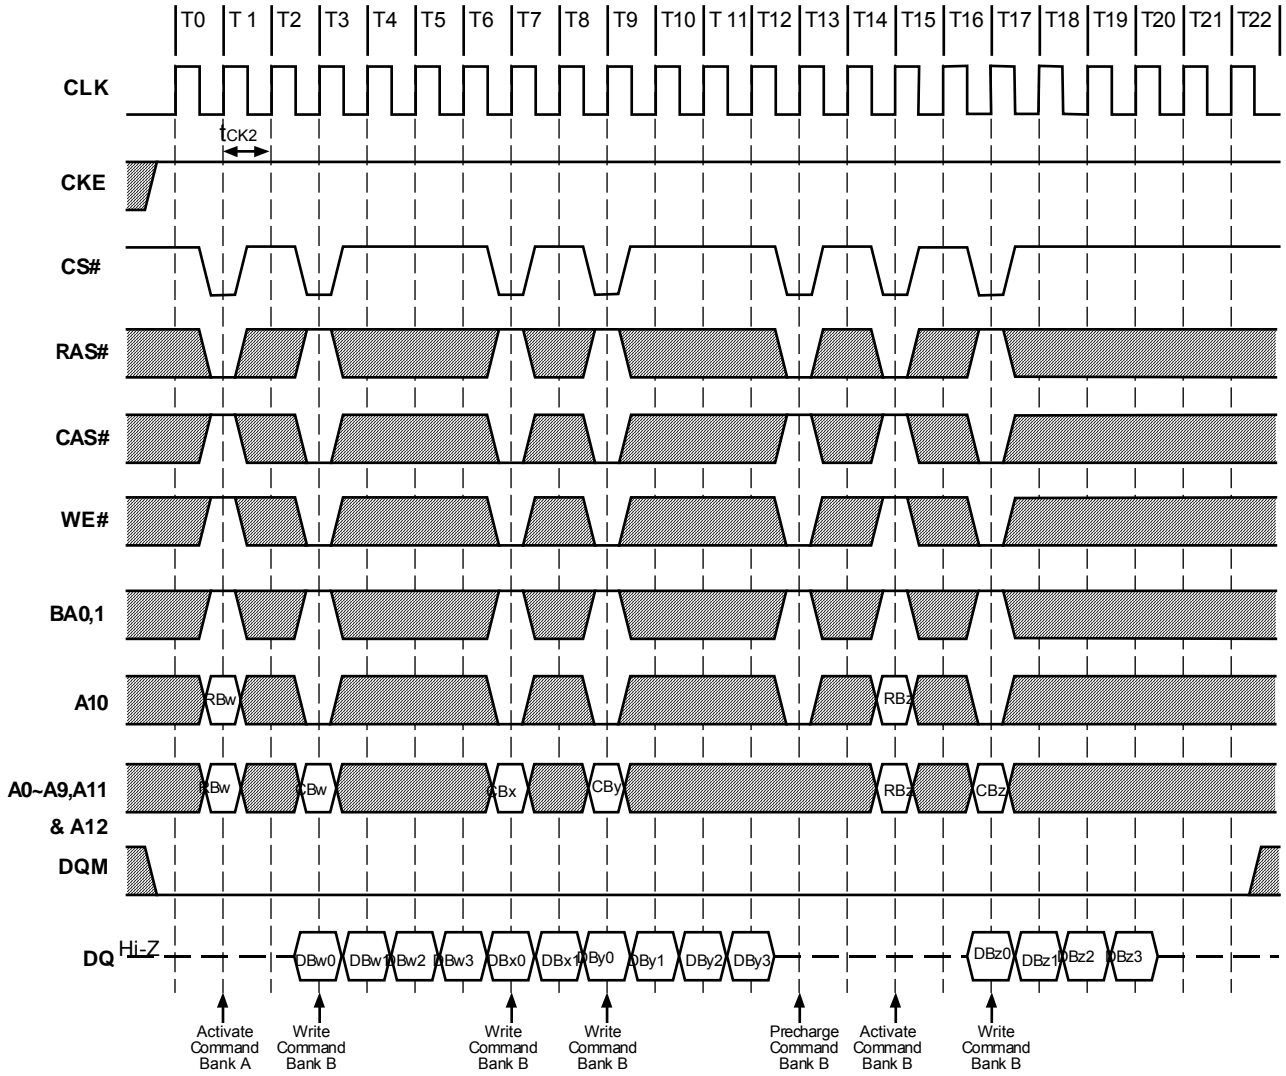 T0 T 1 T2 T3 T4 T5 T6 T7 T8 T9 T10 T 11 T12 T13 T14 T15 T16 T17 T18 T19 T20 T21 T22
CLK
tCK2
CKE
CS#
RAS#
CAS#
WE#
BA0,1
A10 RBw RBz
A0~A9,A11 RBw CBw CBx CBy RBz CBz
& A12
DQM
DQ Hi-Z DBw0 DBw1 DBw2 DBw3 DBx0 DBx1 DBy0 DBy1 DBy2 DBy3 DBz0 DBz1 DBz2 DBz3
Activate Command Bank A
Write Command Bank B
Write Command Bank B
Write Command Bank B
Precharge Command Bank B
Activate Command Bank B
Write Command Bank B